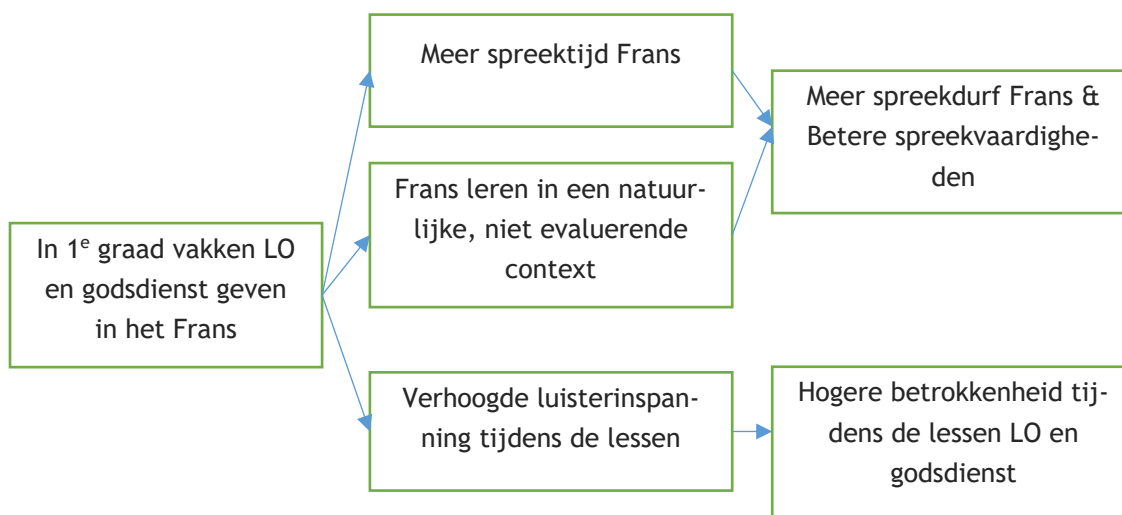 In 1e graad vakken LO
en godsdienst geven
in het Frans
Meer spreektijd Frans
Frans leren in een natuur-
lijke, niet evaluerende
context
Verhoogde luisterinspan-
ning tijdens de lessen
Meer spreekdurf Frans &
Betere spreekvaardighe-
den
Hogere betrokkenheid tij-
dens de lessen LO en
godsdienst